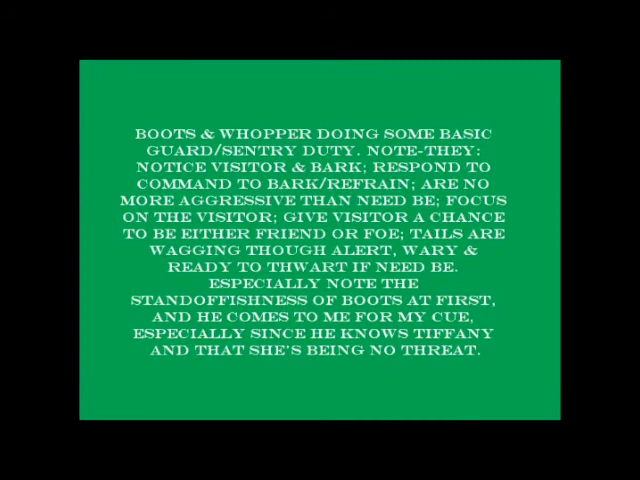 BOOTS & WHOPPER DOING SOME BASIC
GUARD/SENTRY DUTY. NOTE-THEY:
NOTICE VISITOR & BARK; RESPOND TO
COMMAND TO BARK/REFRAIN; ARE NO
MORE AGGRESSIVE THAN NEED BE; FOCUS
ON THE VISITOR; GIVE VISITOR A CHANCE
TO BE EITHER FRIEND OR FOE; TAILS ARE
WAGGING THOUGH ALERT, WARY &
READY TO THWART IF NEED BE.
ESPECIALLY NOTE THE
STANDOFFISHNESS OF BOOTS AT FIRST,
AND HE COMES TO ME FOR MY CUE,
ESPECIALLY SINCE HE KNOWS TIFFANY
AND THAT SHE'S BEING NO THREAT.